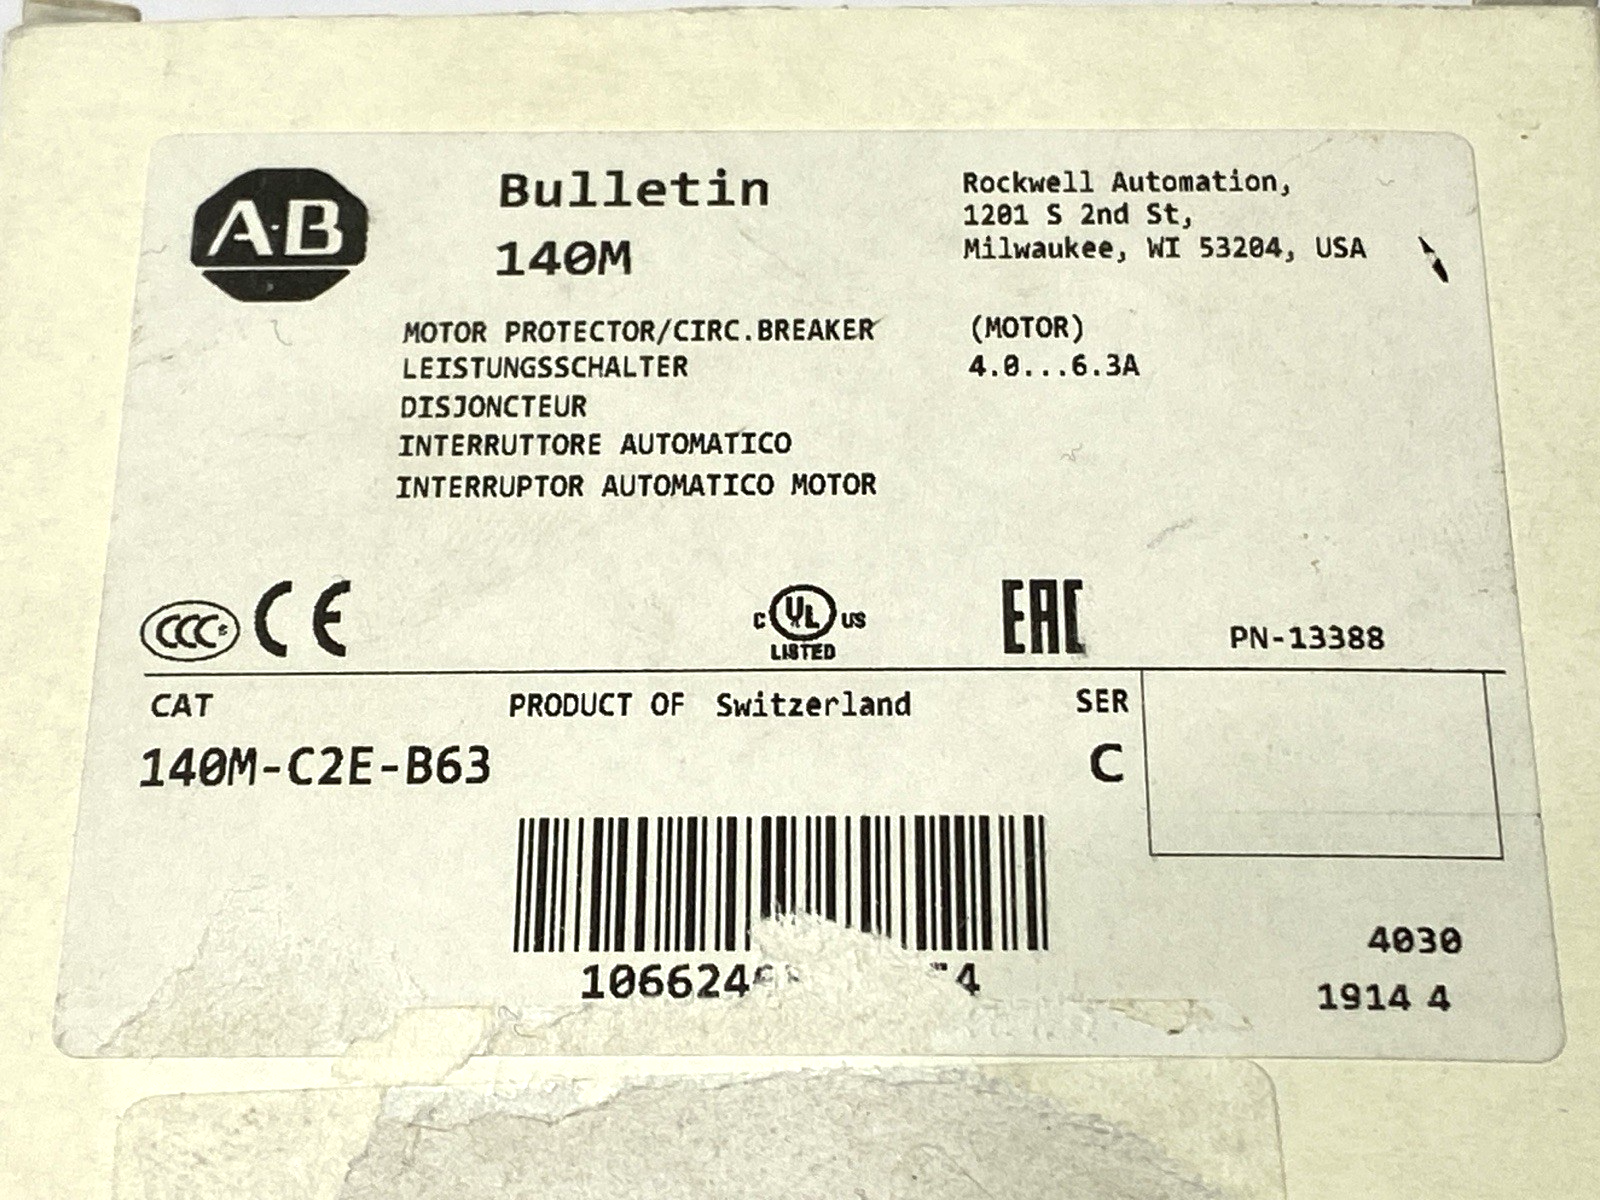 A·B
Bulletin
140M
Rockwell Automation,
1201 S 2nd St,
Milwaukee, WI 53204, USA
MOTOR PROTECTOR/CIRC.BREAKER
LEISTUNGSSCHALTER
DISJONCTEUR
INTERRUTTORE AUTOMATICO
INTERRUPTOR AUTOMATICO MOTOR
(MOTOR)
4.0...6.3A
CCC
CE
C UL US
LISTED
EAC
PN-13388
CAT
PRODUCT OF Switzerland
SER
140M-C2E-B63
C
4030
1914 4